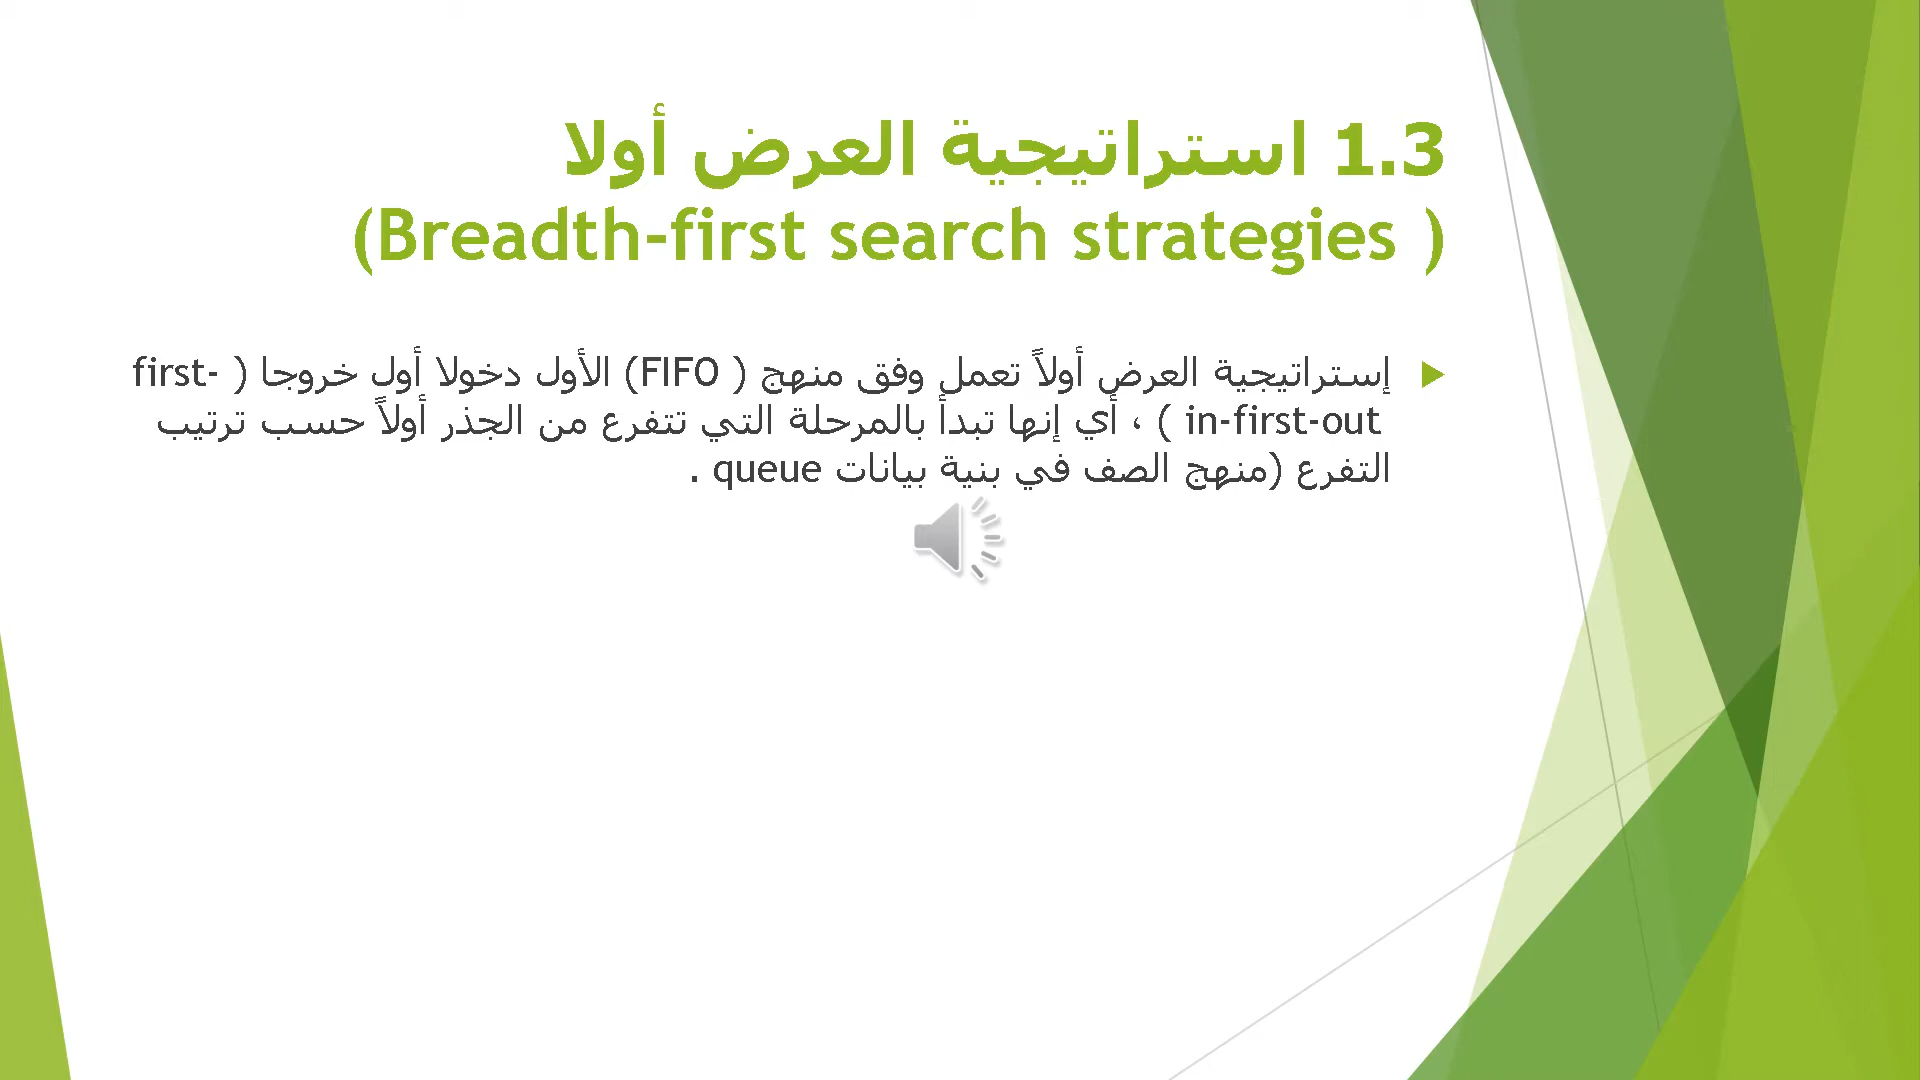 1.3 استراتيجية العرض أولا
(Breadth-first search strategies )
إستراتيجية العرض أولاً تعمل وفق منهج ( FIFO) الأول دخولا أول خروجا ( first-
in-first-out ) ، أي إنها تبدأ بالمرحلة التي تتفرع من الجذر أولاً حسب ترتيب
التفرع (منهج الصف في بنية بيانات queue .